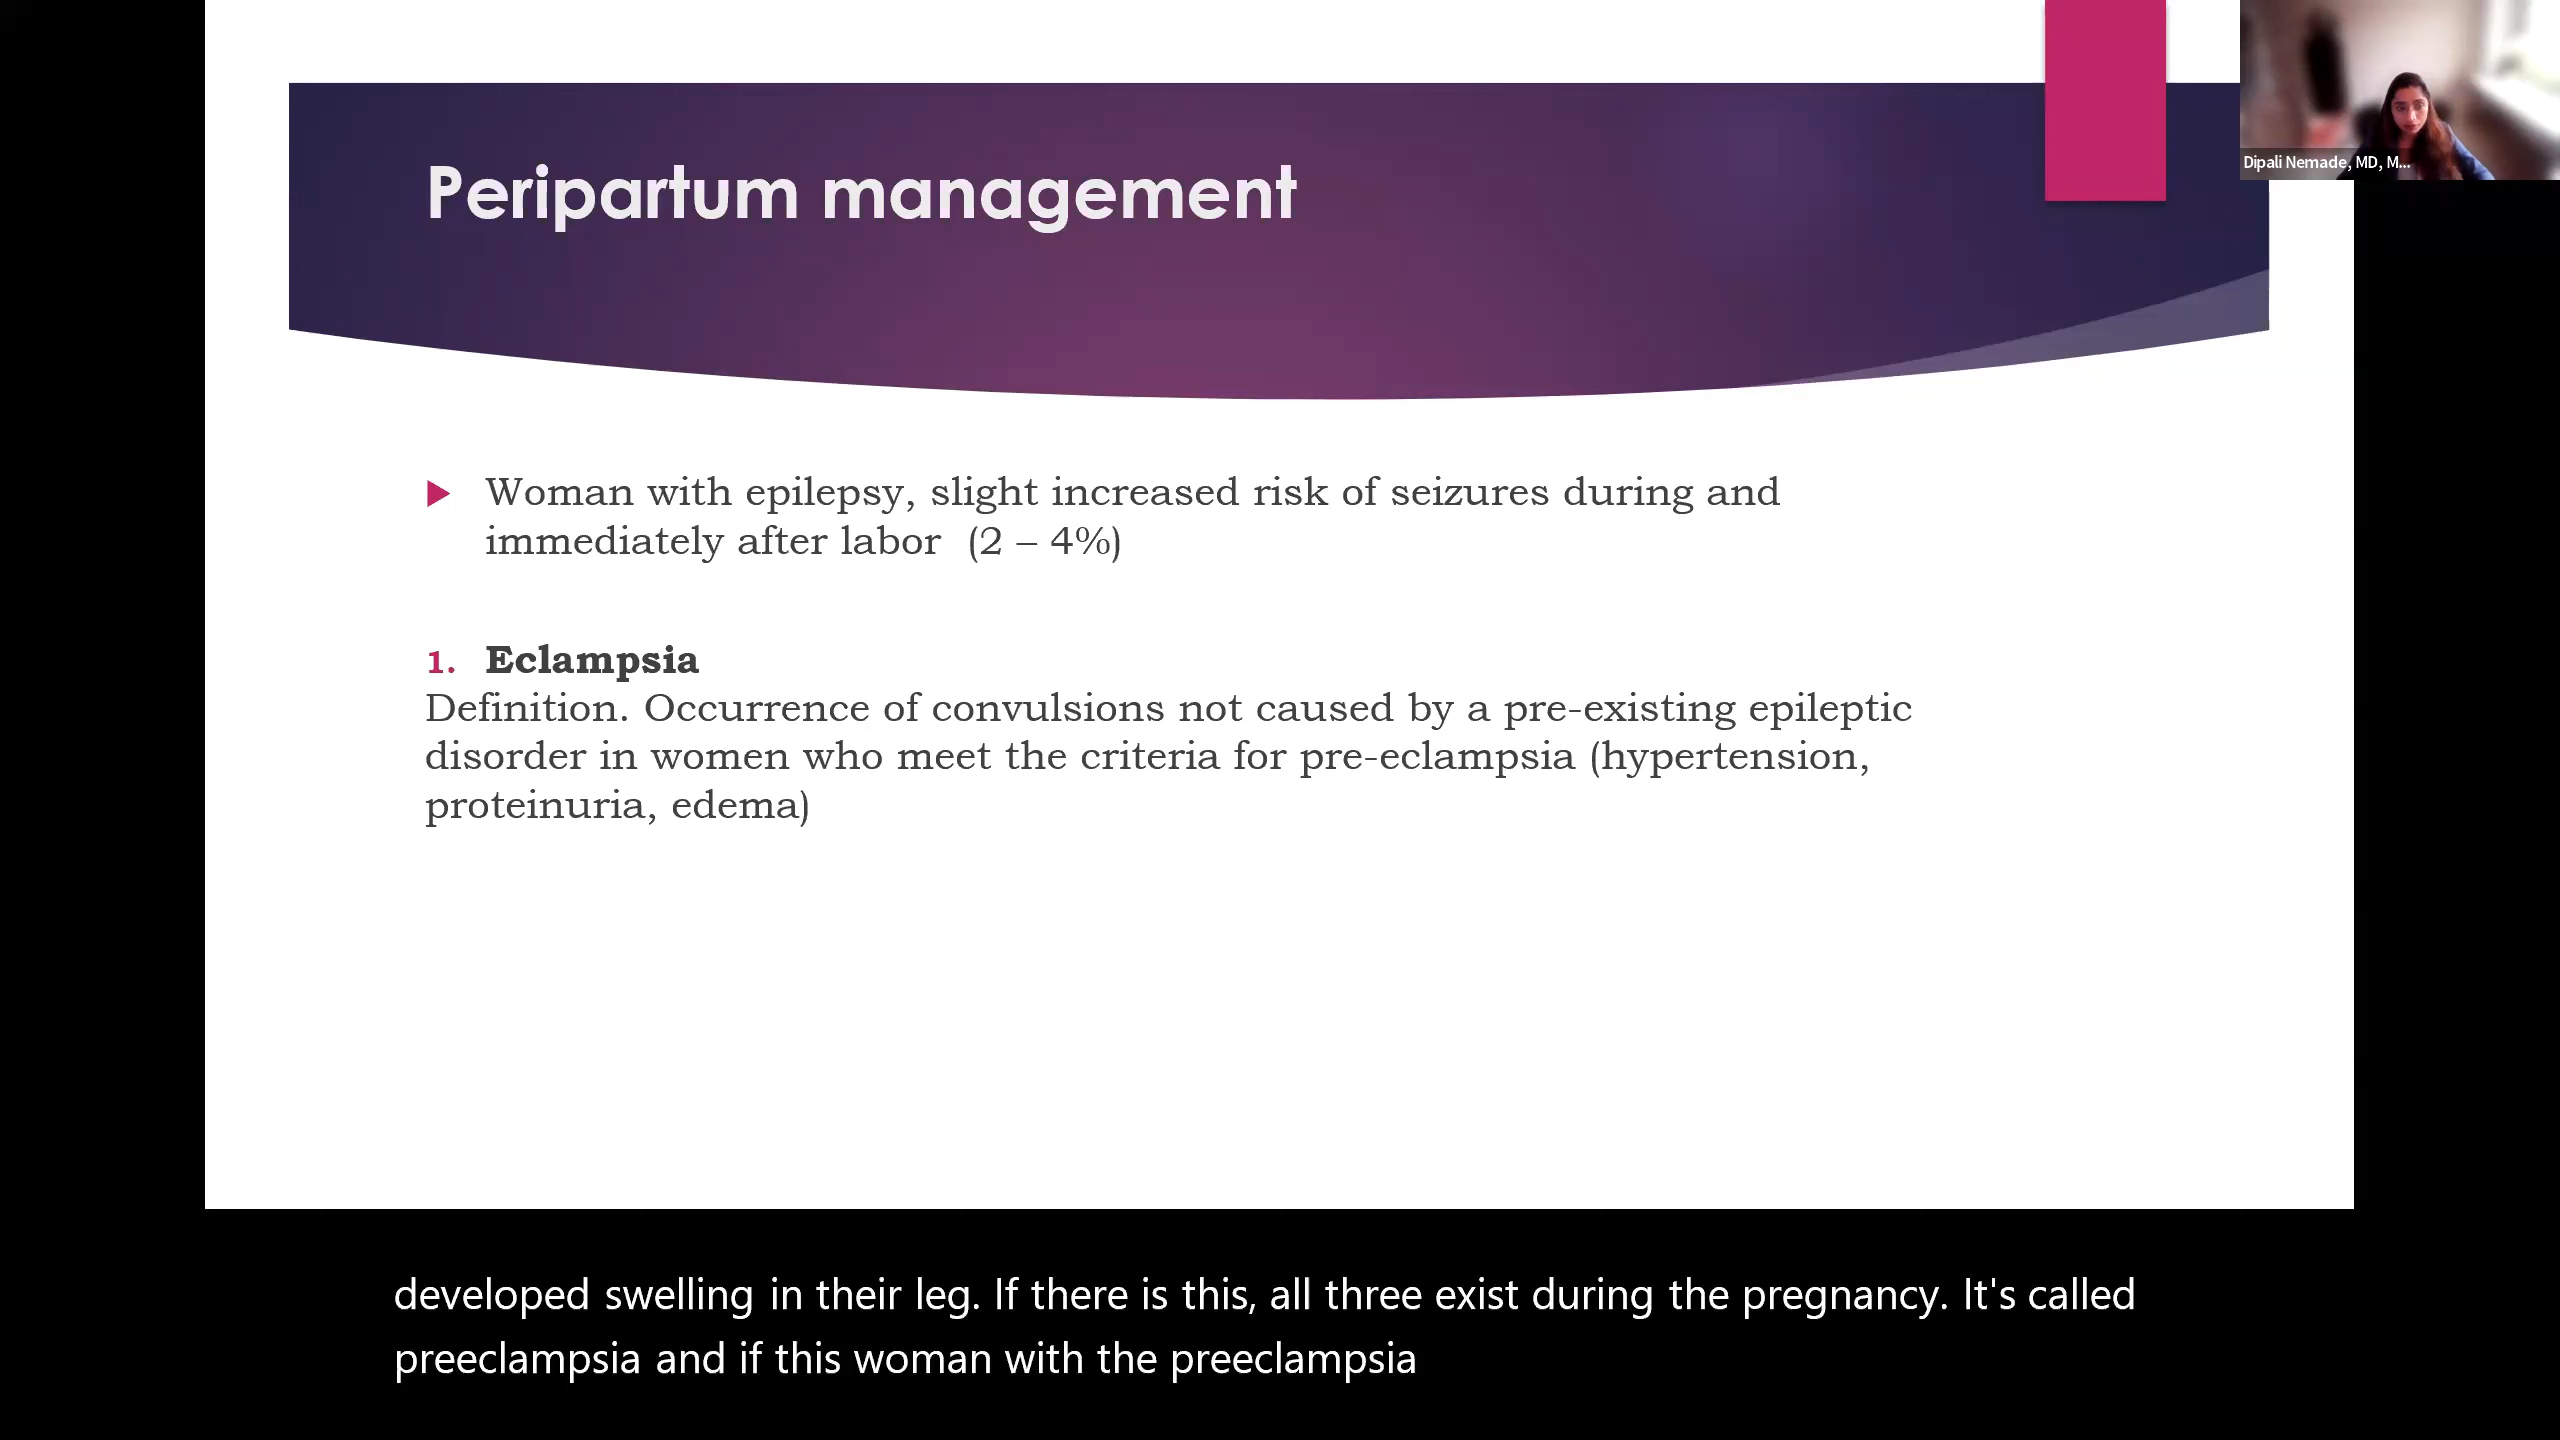 Peripartum management
Dipali Nemade, MD, M...
▶ Woman with epilepsy, slight increased risk of seizures during and
immediately after labor (2 – 4%)
1. Eclampsia
Definition. Occurrence of convulsions not caused by a pre-existing epileptic
disorder in women who meet the criteria for pre-eclampsia (hypertension,
proteinuria, edema)
developed swelling in their leg. If there is this, all three exist during the pregnancy. It's called
preeclampsia and if this woman with the preeclampsia